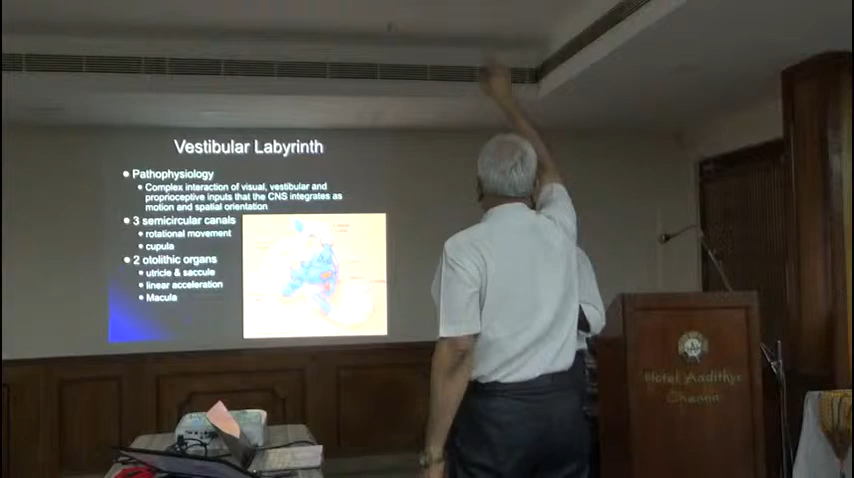 Vestibular Labyrinth
• Pathophysiology
• Complex interaction of visual, vestibular and
proprioceptive inputs that the CNS integrates as
motion and spatial orientation
• 3 semicircular canals
• rotational movement
• cupula
• 2 otolithic organs
• utricle & saccule
• linear acceleration
• Macula
Hotel Aadithya
Chennai